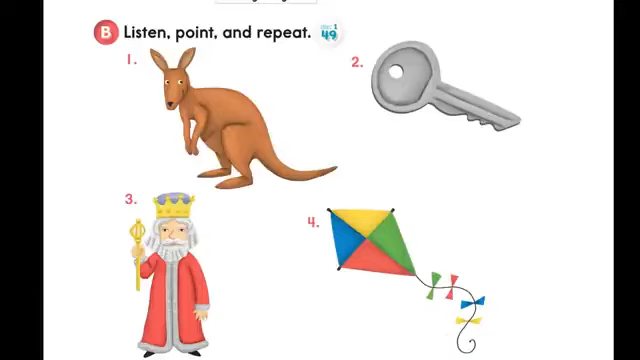 B Listen, point, and repeat. 49
1.
2.
3.
4.